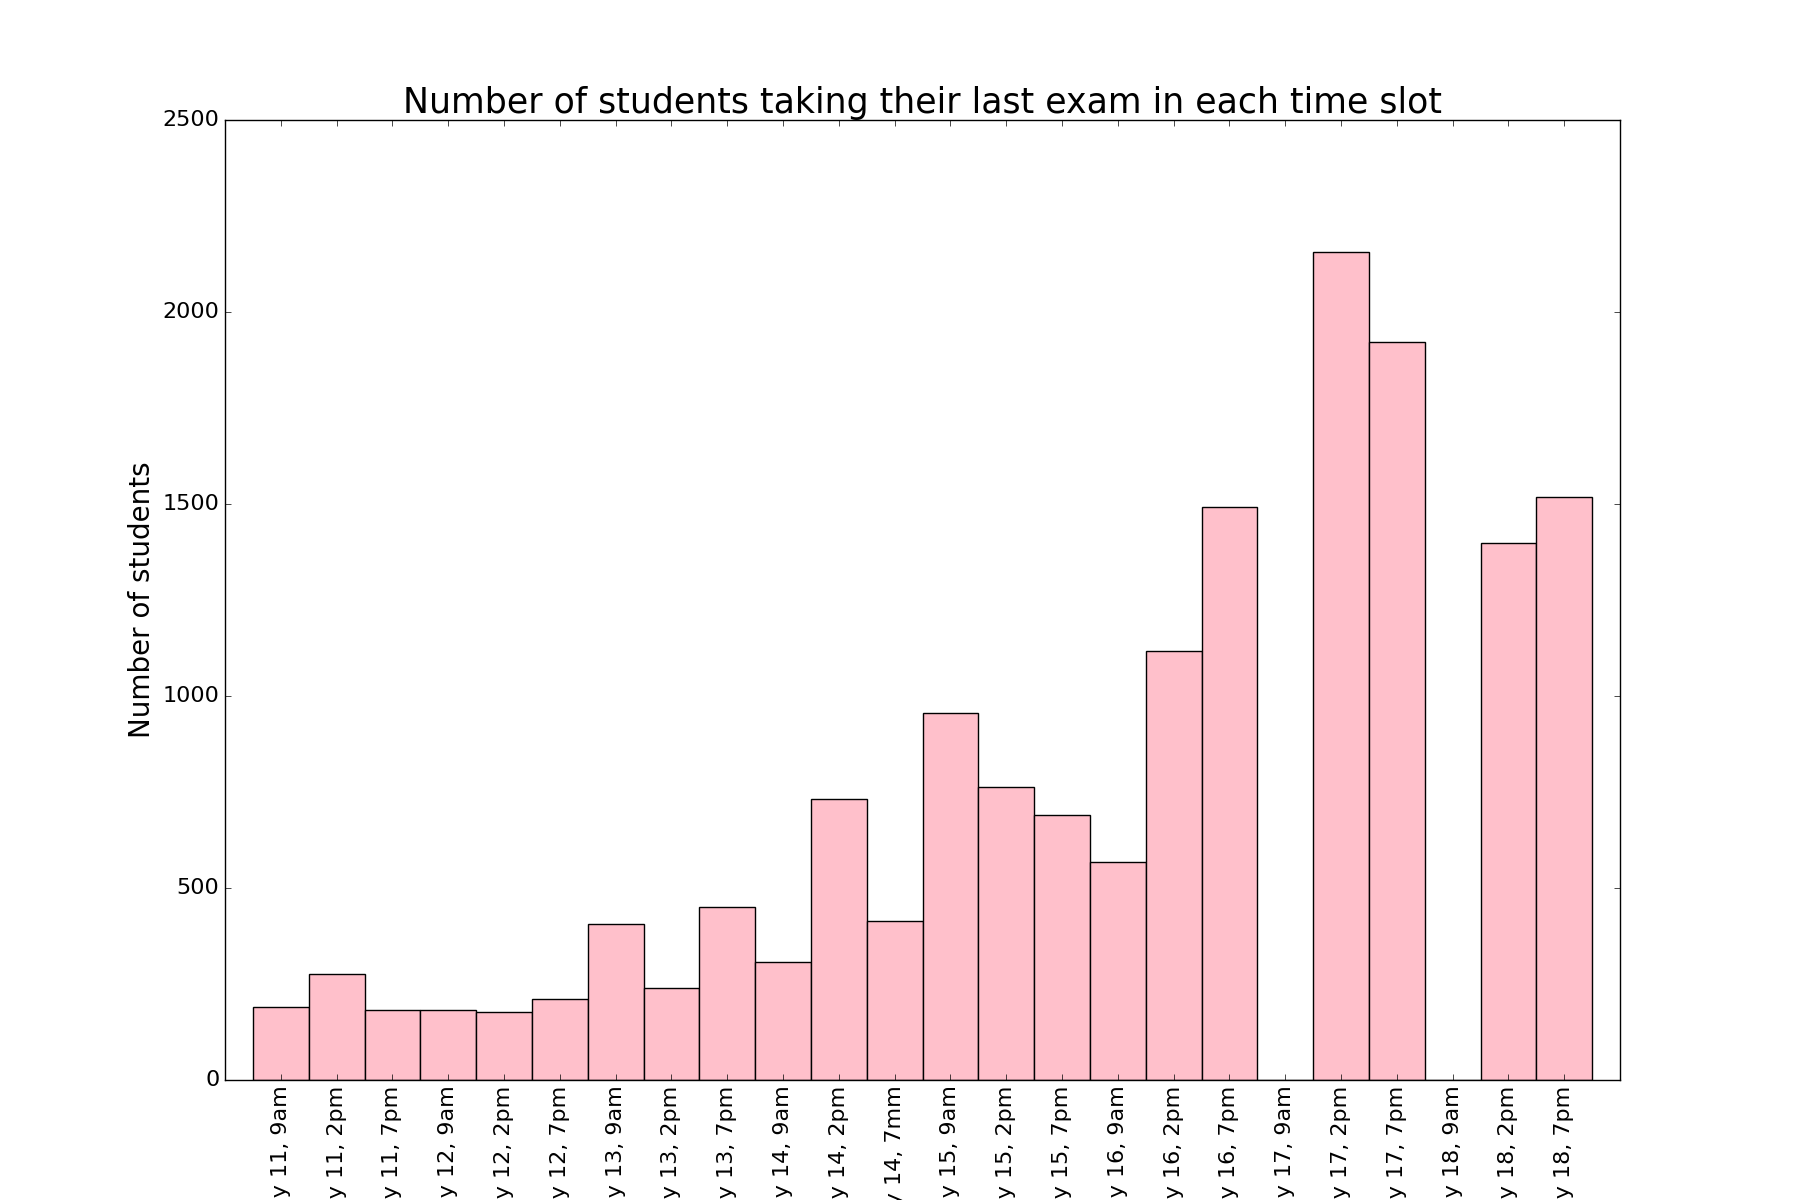 Number of students taking their last exam in each time slot
2500
2000
1500
1000
500
0
Number of students
y 11, 9am
y 11, 2pm
y 11, 7pm
y 12, 9am
y 12, 2pm
y 12, 7pm
y 13, 9am
y 13, 2pm
y 13, 7pm
y 14, 9am
y 14, 2pm
y 14, 7mm
y 15, 9am
y 15, 2pm
y 15, 7pm
y 16, 9am
y 16, 2pm
y 16, 7pm
y 17, 9am
y 17, 2pm
y 17, 7pm
y 18, 9am
y 18, 2pm
y 18, 7pm